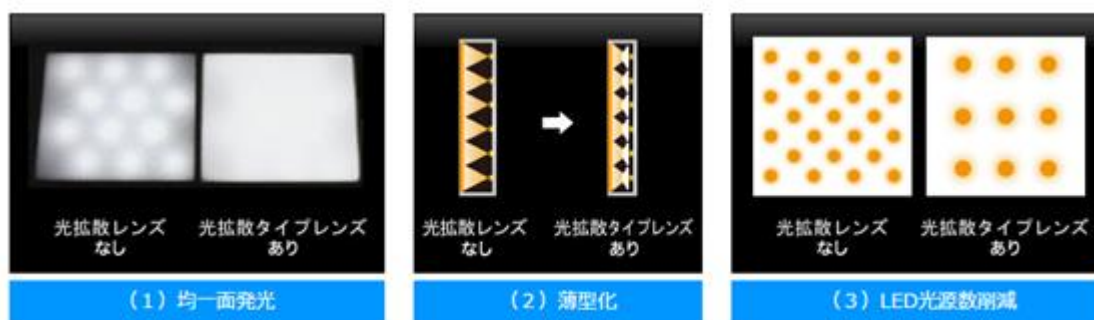 光拡散レンズ
なし
光拡散タイプレンズ
あり
(1)均一面発光
光拡散レンズ
なし
光拡散タイプレンズ
あり
(2)薄型化
光拡散レンズ
なし
光拡散タイプレンズ
あり
(3)LED光源数削減